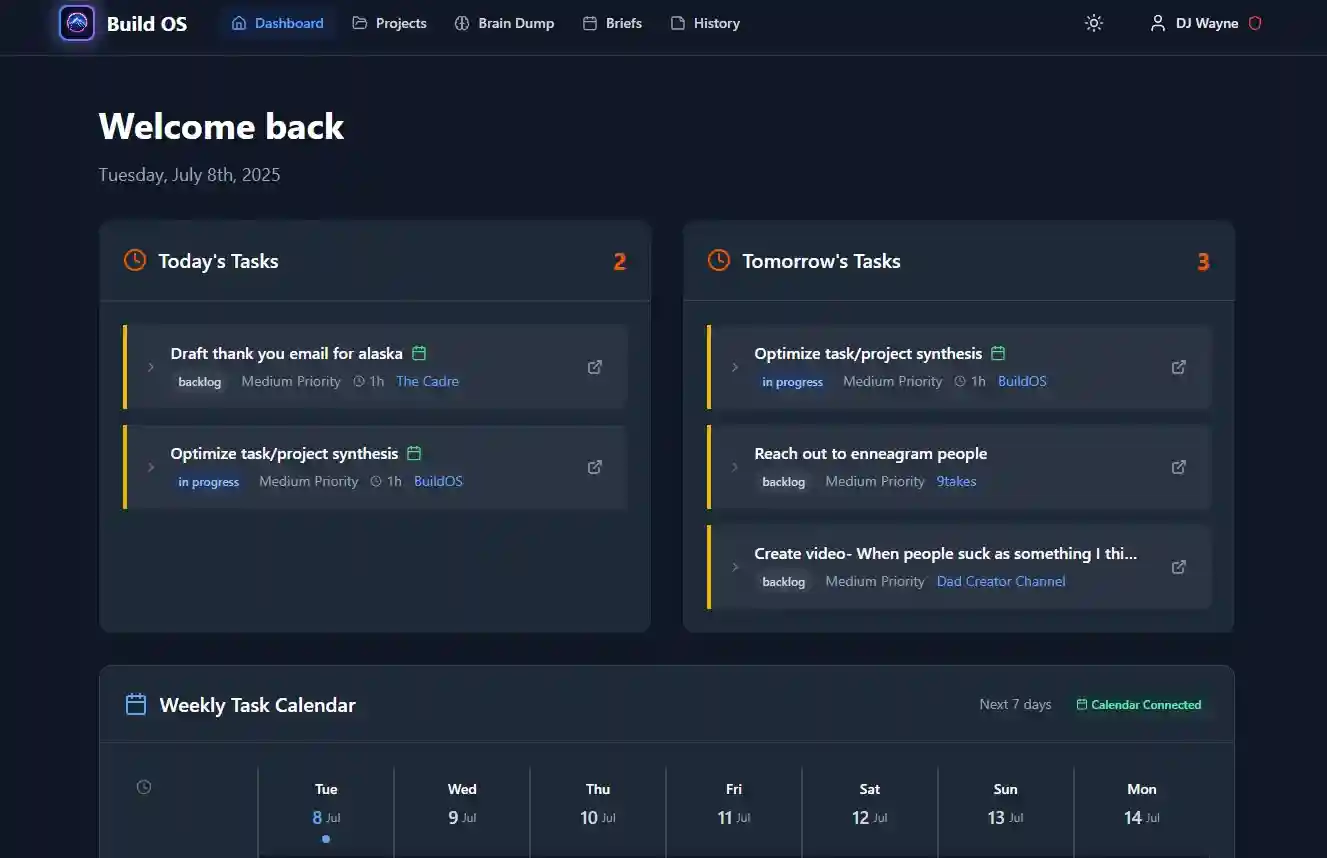 Build OS Dashboard Projects Brain Dump Briefs History DJ Wayne
Welcome back
Tuesday, July 8th, 2025
Today's Tasks 2
Draft thank you email for alaska
backlog Medium Priority 1h The Cadre
Optimize task/project synthesis
in progress Medium Priority 1h BuildOS
Tomorrow's Tasks 3
Optimize task/project synthesis
in progress Medium Priority 1h BuildOS
Reach out to enneagram people
backlog Medium Priority 9takes
Create video- When people suck as something I thi...
backlog Medium Priority Dad Creator Channel
Weekly Task Calendar Next 7 days Calendar Connected
Tue Wed Thu Fri Sat Sun Mon
8 Jul 9 Jul 10 Jul 11 Jul 12 Jul 13 Jul 14 Jul